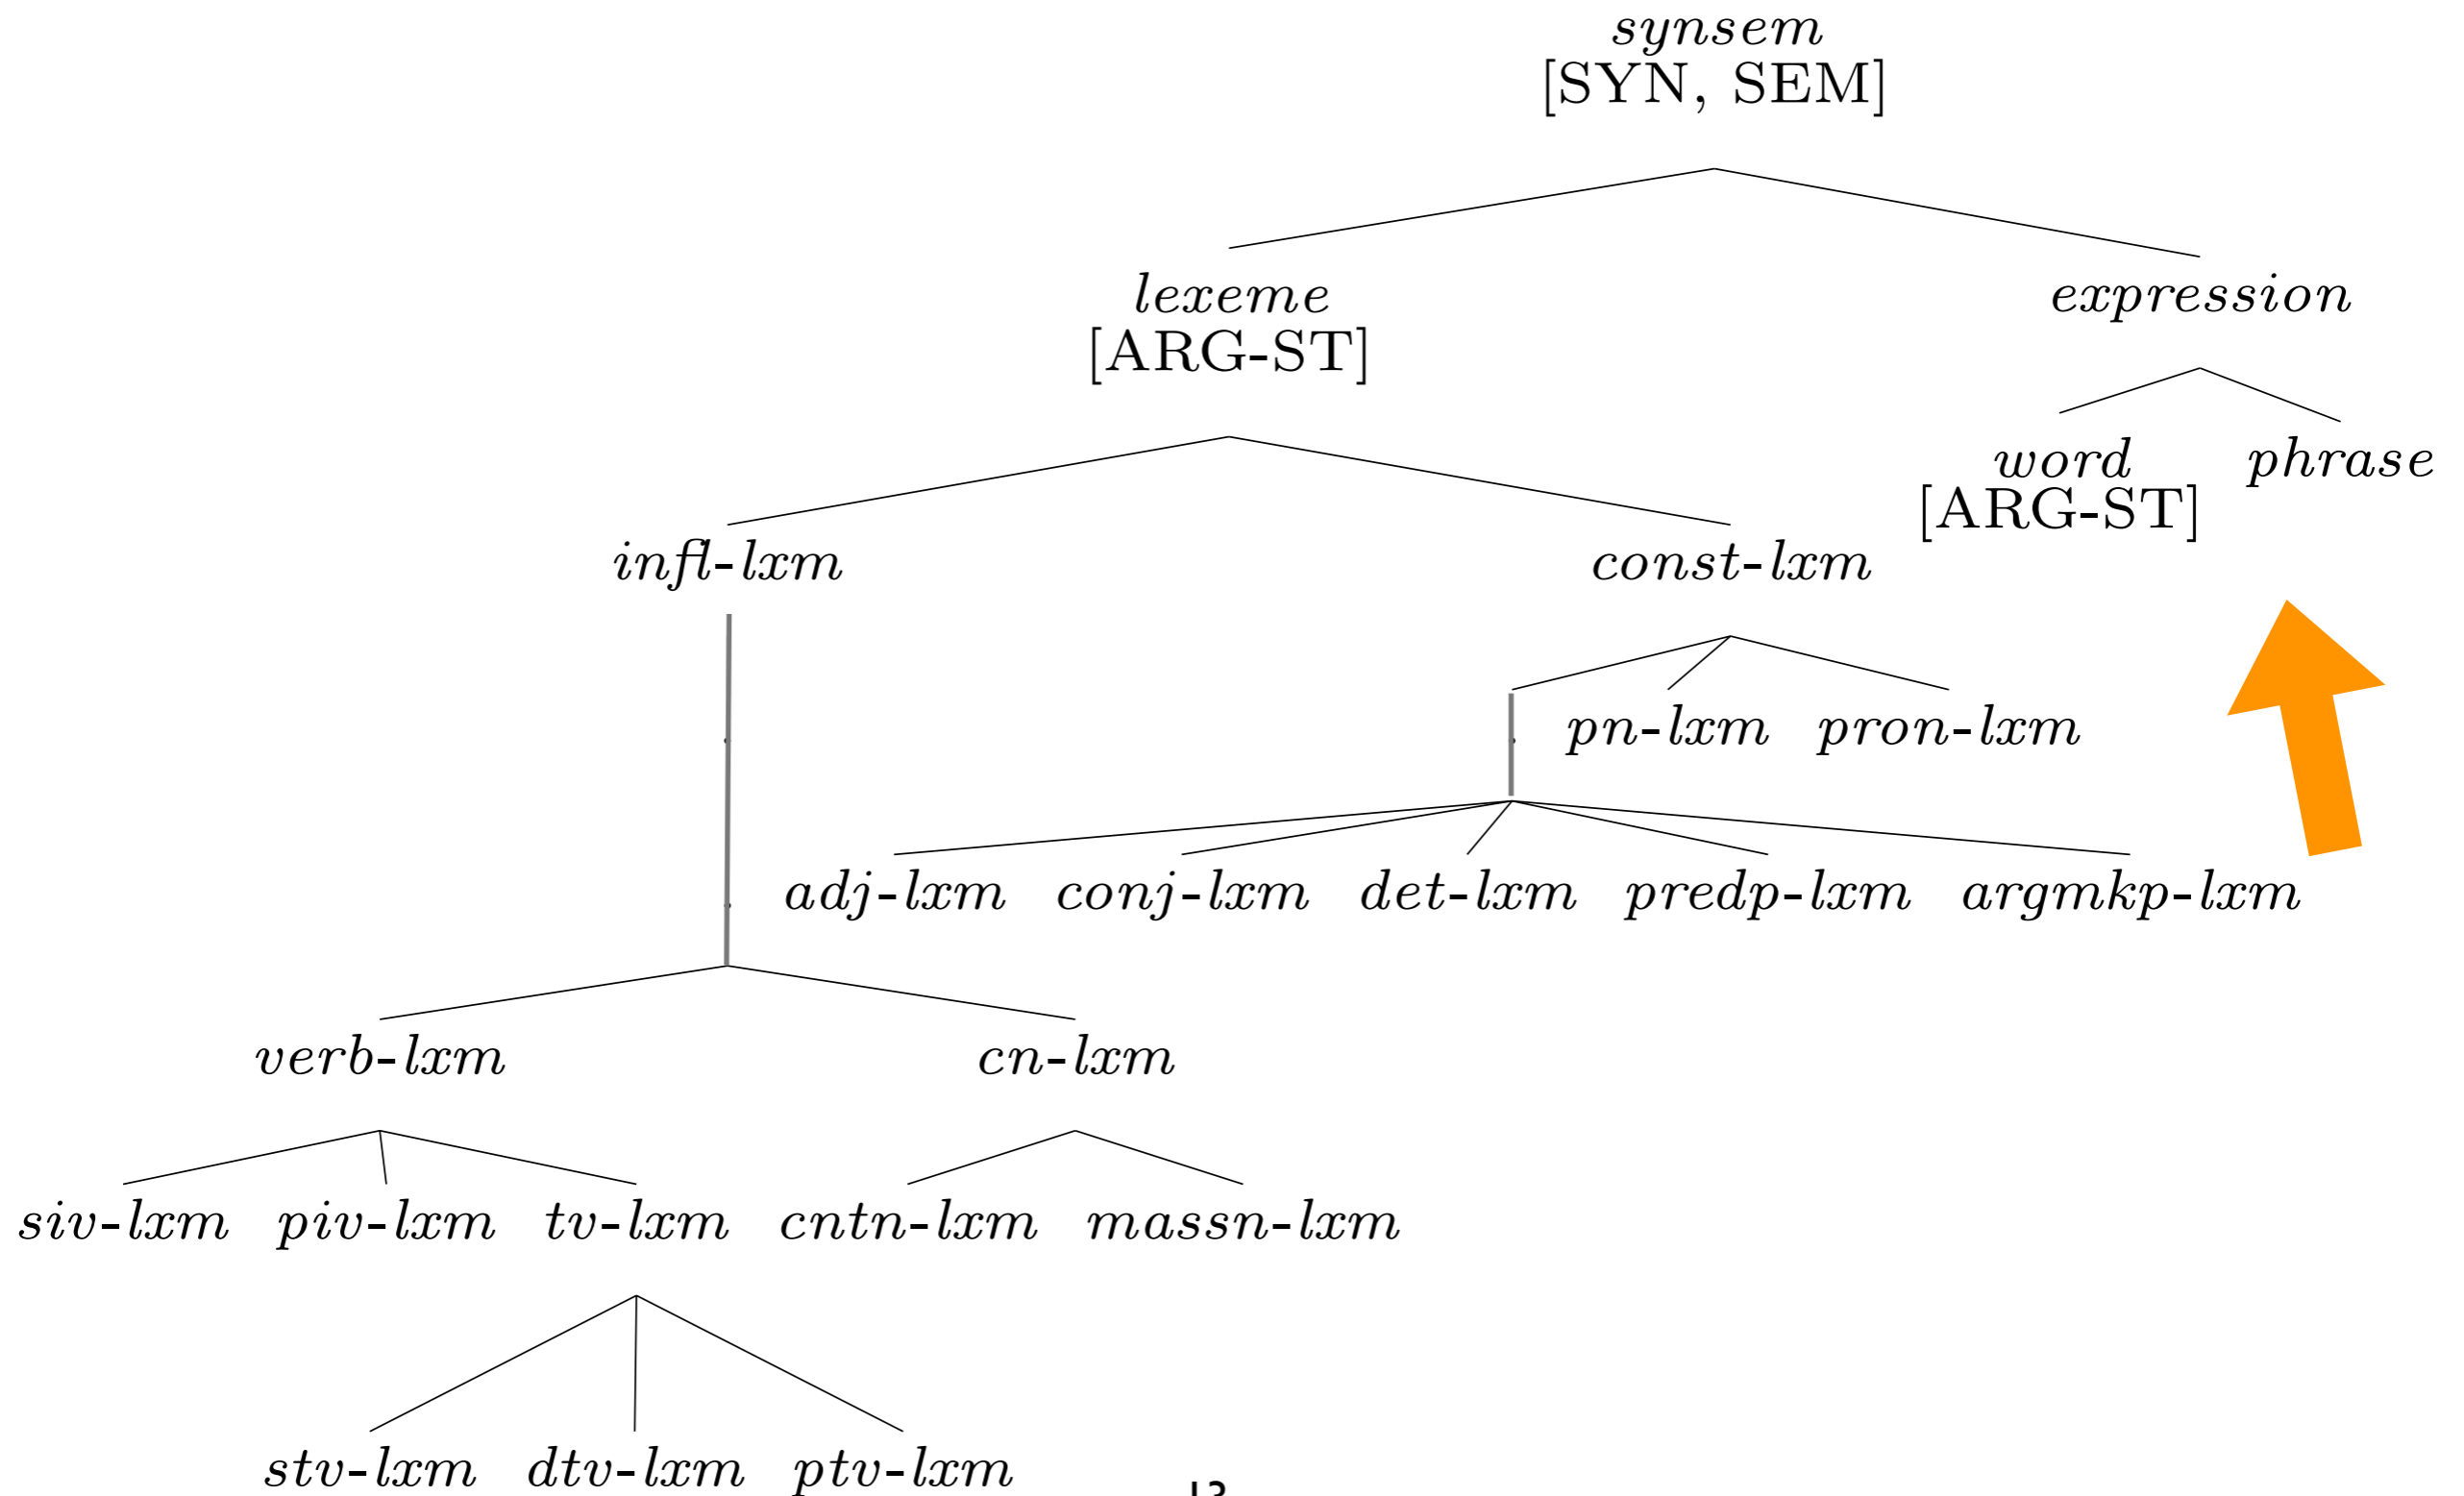 synsem
[SYN, SEM]
lexeme expression
[ARG-ST]
word phrase
[ARG-ST]
infl-lxm const-lxm
pn-lxm pron-lxm
adj-lxm conj-lxm det-lxm predp-lxm argmkp-lxm
verb-lxm cn-lxm
siv-lxm piv-lxm tv-lxm cntn-lxm massn-lxm
stv-lxm dtv-lxm ptv-lxm